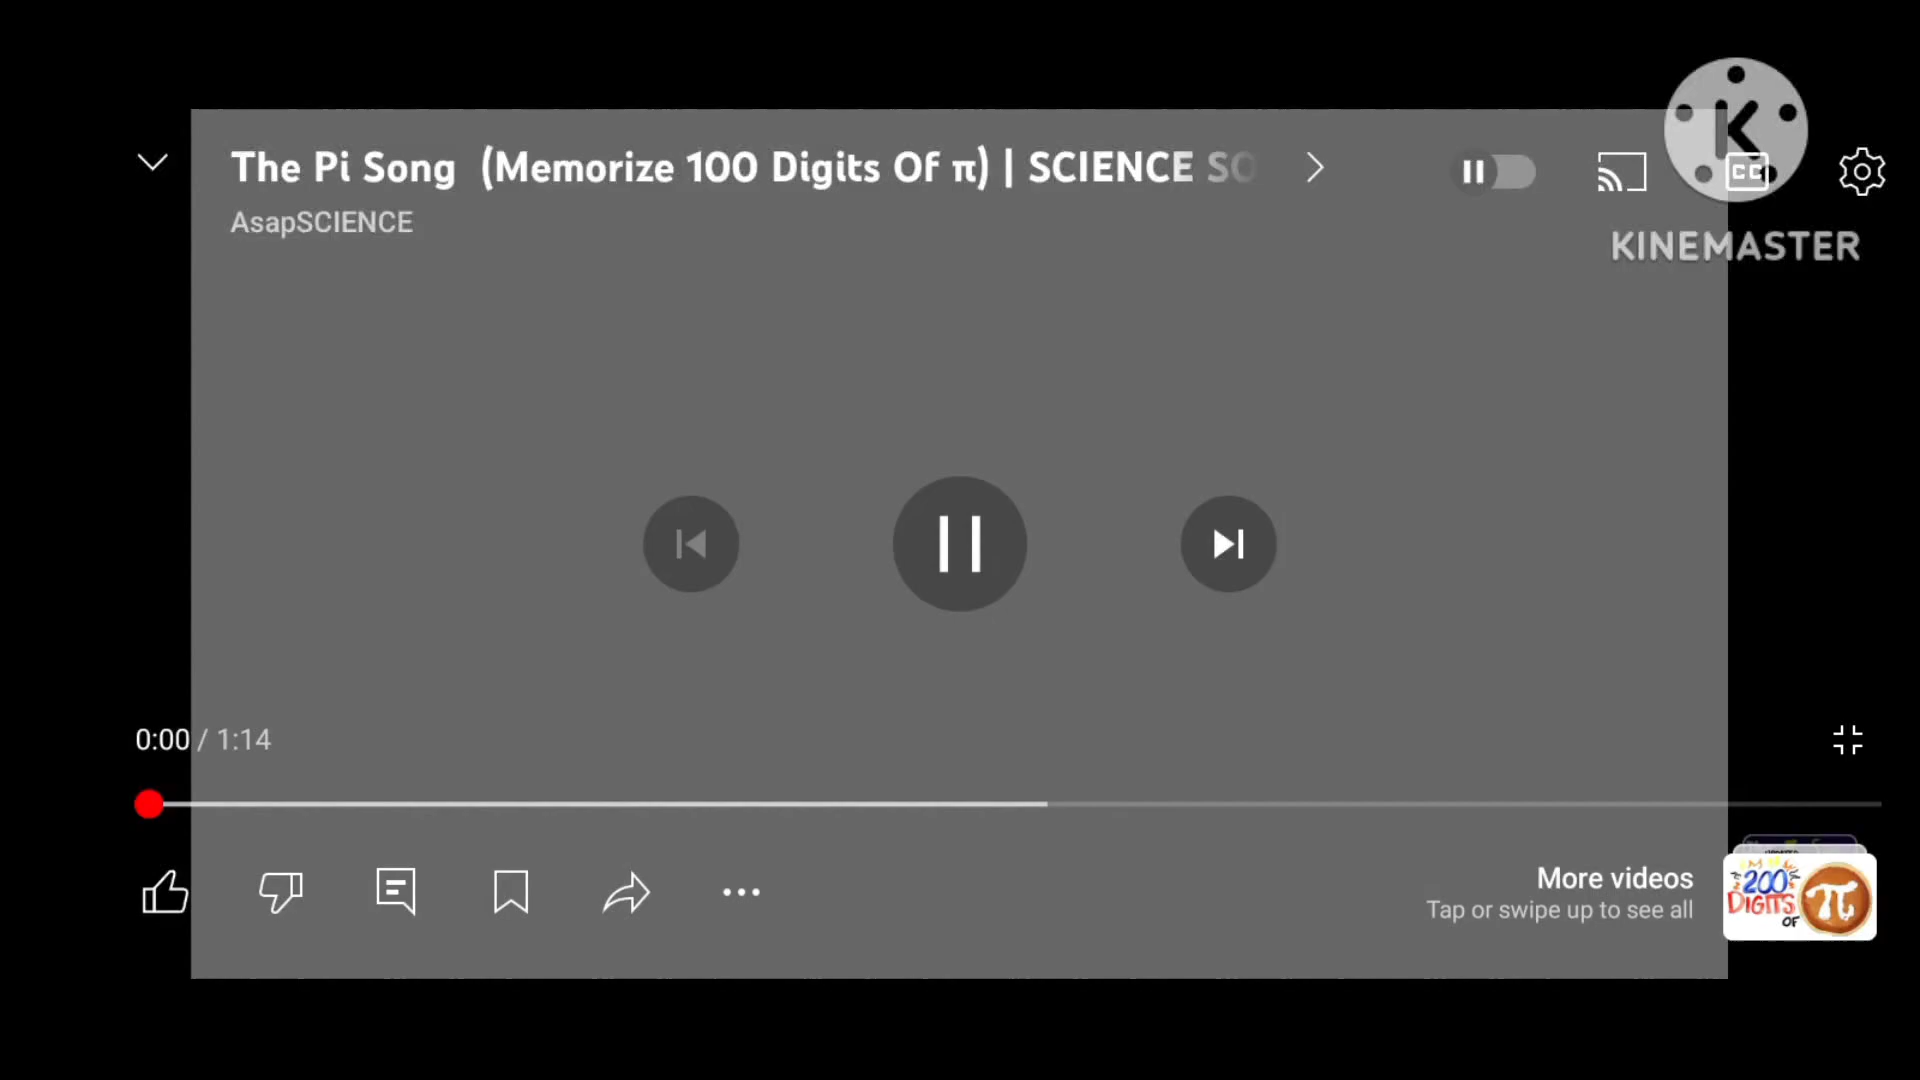 The Pi Song (Memorize 100 Digits Of π) | SCIENCE SO
AsapSCIENCE
CC
K
KINEMASTER
0:00 / 1:14
More videos
Tap or swipe up to see all
200
DIGITS
OF
π